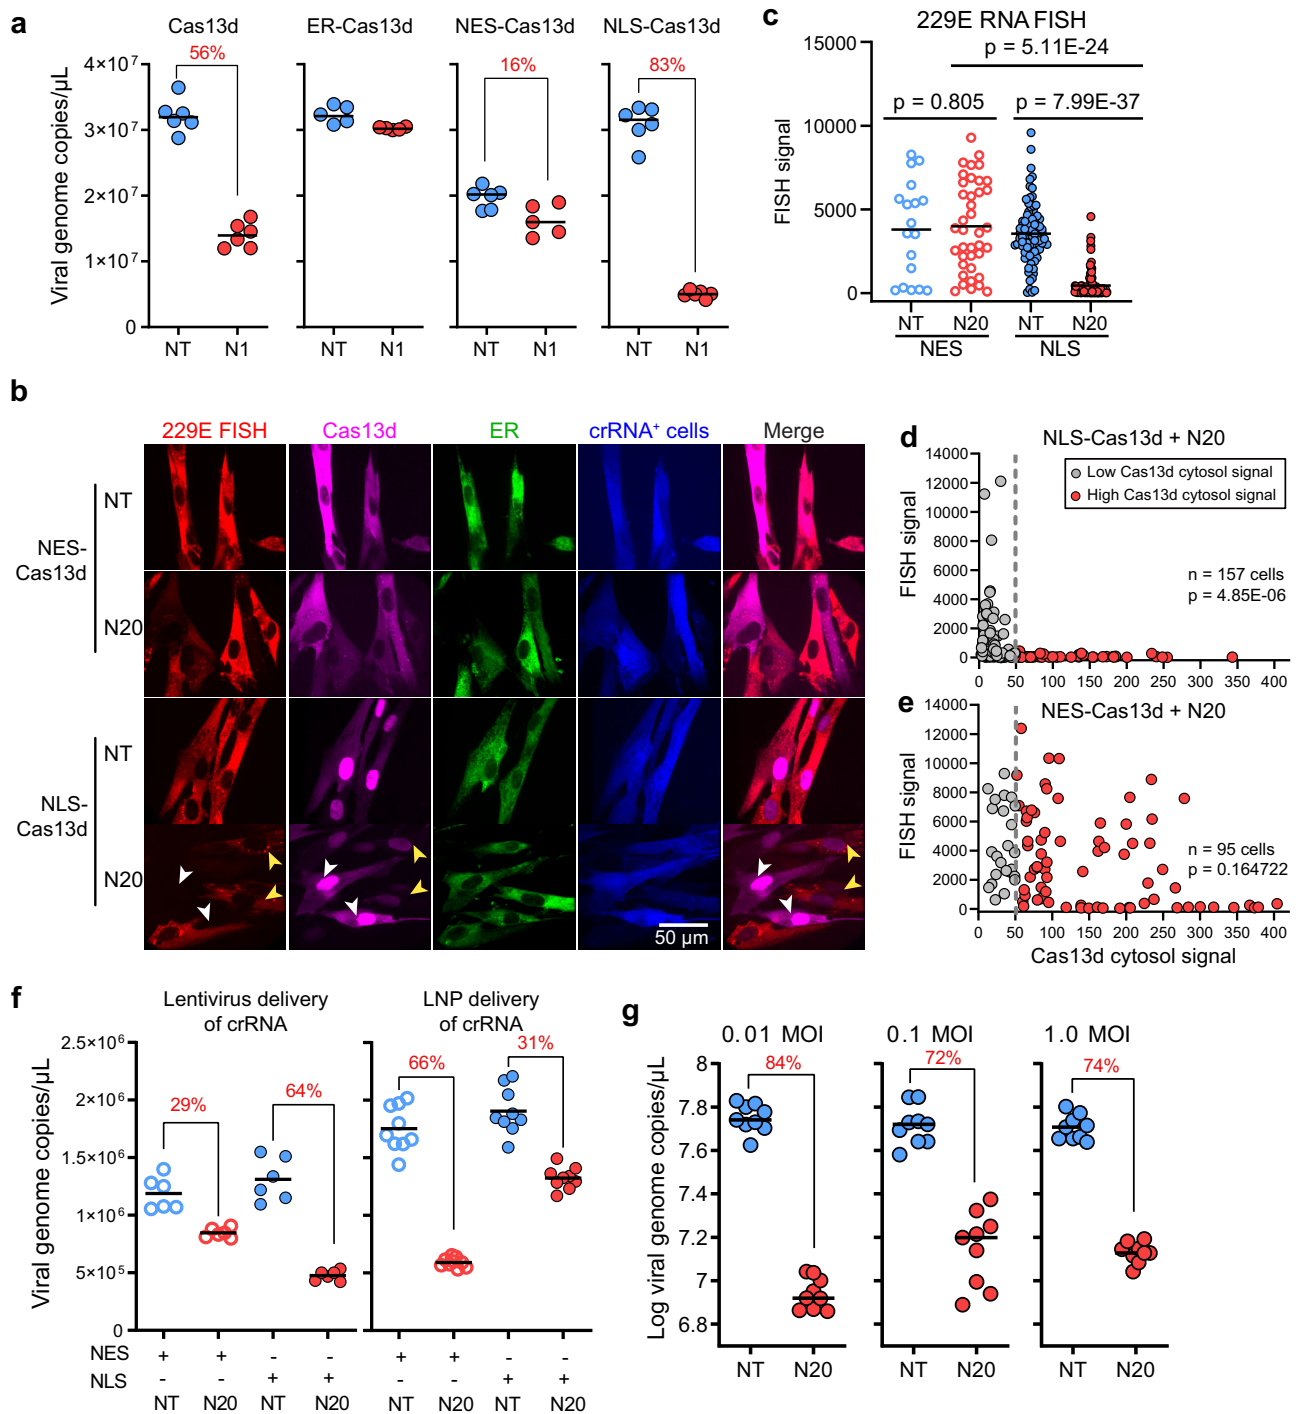 a
Cas13d ER-Cas13d NES-Cas13d NLS-Cas13d
56% 16% 83%
Viral genome copies/µL
4×10⁷
3×10⁷
2×10⁷
1×10⁷
0
NT N1 NT N1 NT N1 NT N1
c
229E RNA FISH
15000
p = 5.11E-24
p = 0.805 p = 7.99E-37
10000
FISH signal
5000
0
NT N20 NT N20
NES NLS
b
229E FISH Cas13d ER crRNA⁺ cells Merge
NT
NES-
Cas13d
N20
NT
NLS-
Cas13d
N20
50 µm
d
NLS-Cas13d + N20
14000
12000
10000
8000
6000
4000
2000
0
FISH signal
Low Cas13d cytosol signal
High Cas13d cytosol signal
n = 157 cells
p = 4.85E-06
0 50 100 150 200 250 300 350 400
e
NES-Cas13d + N20
14000
12000
10000
8000
6000
4000
2000
0
FISH signal
n = 95 cells
p = 0.164722
0 50 100 150 200 250 300 350 400
Cas13d cytosol signal
f
Lentivirus delivery
of crRNA
LNP delivery
of crRNA
Viral genome copies/µL
2.5×10⁶
2×10⁶
1.5×10⁶
1×10⁶
5×10⁵
0
29% 64% 66% 31%
NES + + - - + + - -
NLS - - + + - - + +
NT N20 NT N20 NT N20 NT N20
g
0.01 MOI 0.1 MOI 1.0 MOI
84% 72% 74%
Log viral genome copies/µL
8
7.8
7.6
7.4
7.2
7
6.8
NT N20 NT N20 NT N20